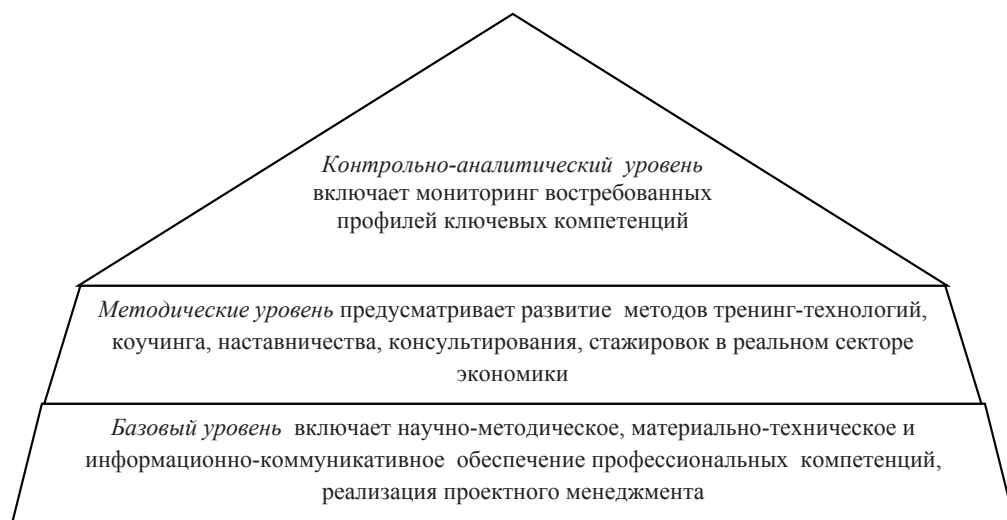 Контрольно-аналитический уровень
включает мониторинг востребованных
профилей ключевых компетенций
Методические уровень предусматривает развитие методов тренинг-технологий,
коучинга, наставничества, консультирования, стажировок в реальном секторе
экономики
Базовый уровень включает научно-методическое, материально-техническое и
информационно-коммуникативное обеспечение профессиональных компетенций,
реализация проектного менеджмента